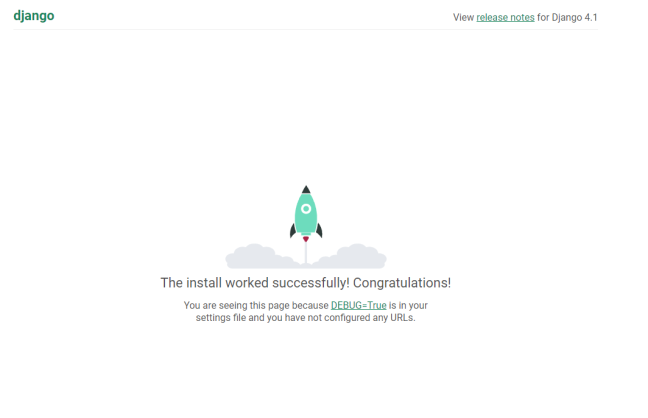 django
View release notes for Django 4.1
The install worked successfully! Congratulations!
You are seeing this page because DEBUG=True is in your
settings file and you have not configured any URLs.